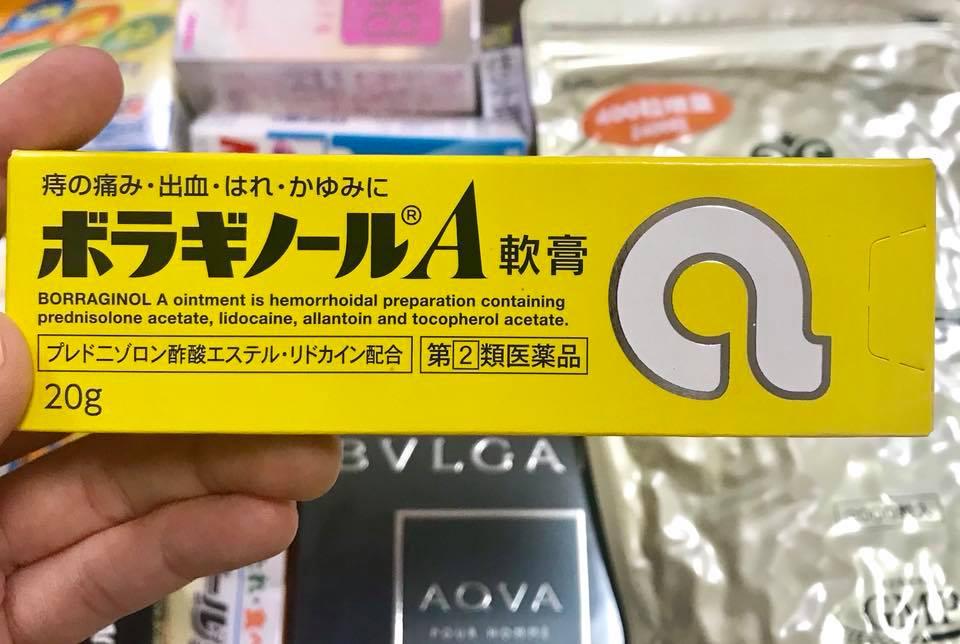 痔の痛み・出血・はれ・かゆみに
ボラギノール®A 軟膏
BORRAGINOL A ointment is hemorrhoidal preparation containing
prednisolone acetate, lidocaine, allantoin and tocopherol acetate.
プレドニゾロン酢酸エステル・リドカイン配合 第②類医薬品
20g
a
BVLGA
AQVA
POUR HOMME
GMP